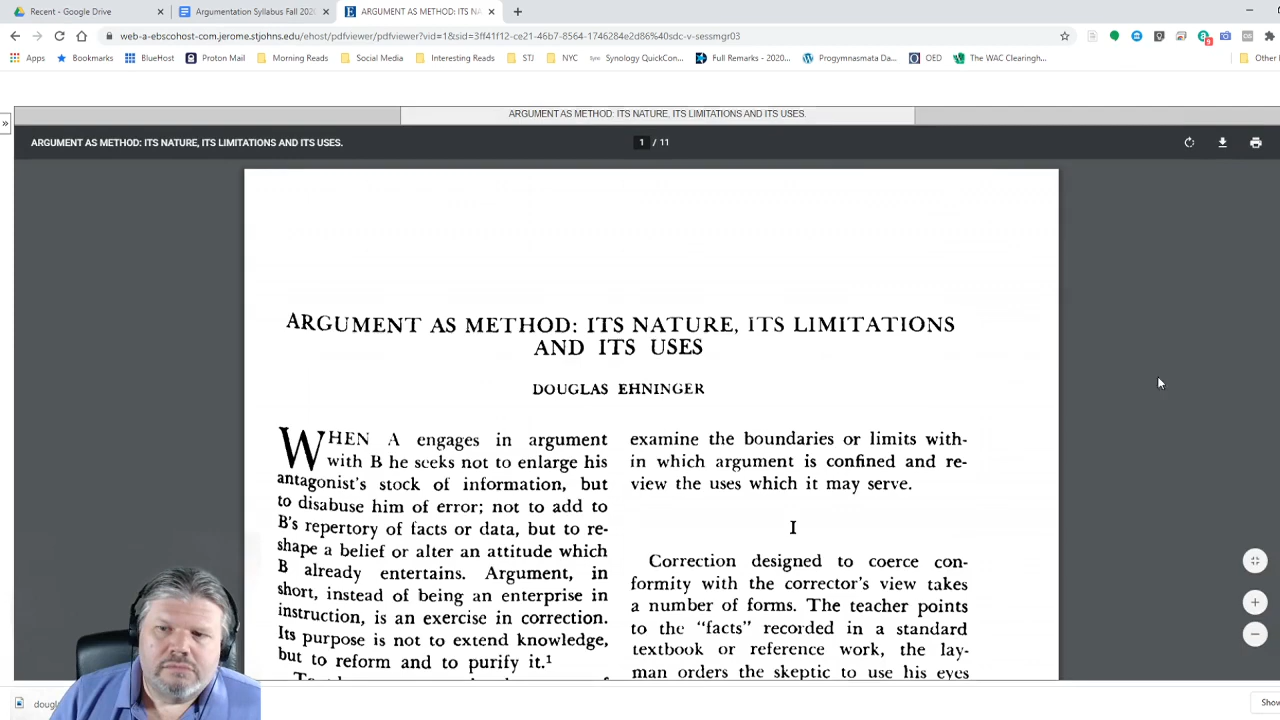 Recent - Google Drive
Argumentation Syllabus Fall 202
ARGUMENT AS METHOD: ITS NA
web-a-ebscohost-com.jerome.stjohns.edu/ehost/pdfviewer/pdfviewer?vid=1&sid=3ff41f12-ce21-46b7-8564-1746284e2d86%40sdc-v-sessmgr03
Apps Bookmarks BlueHost Proton Mail Morning Reads Social Media Interesting Reads STJ NYC Synology QuickCon... Full Remarks - 2020... Progymnasmata Da... OED The WAC Clearingh... Other
ARGUMENT AS METHOD: ITS NATURE, ITS LIMITATIONS AND ITS USES.
ARGUMENT AS METHOD: ITS NATURE, ITS LIMITATIONS AND ITS USES.
1 / 11
ARGUMENT AS METHOD: ITS NATURE, ITS LIMITATIONS
AND ITS USES
DOUGLAS EHNINGER
WHEN A engages in argument
with B he seeks not to enlarge his
antagonist's stock of information, but
to disabuse him of error; not to add to
B's repertory of facts or data, but to re-
shape a belief or alter an attitude which
B already entertains. Argument, in
short, instead of being an enterprise in
instruction, is an exercise in correction.
Its purpose is not to extend knowledge,
but to reform and to purify it.¹
examine the boundaries or limits with-
in which argument is confined and re-
view the uses which it may serve.
I
Correction designed to coerce con-
formity with the corrector's view takes
a number of forms. The teacher points
to the "facts" recorded in a standard
textbook or reference work, the lay-
man orders the skeptic to use his eyes
doug
Show